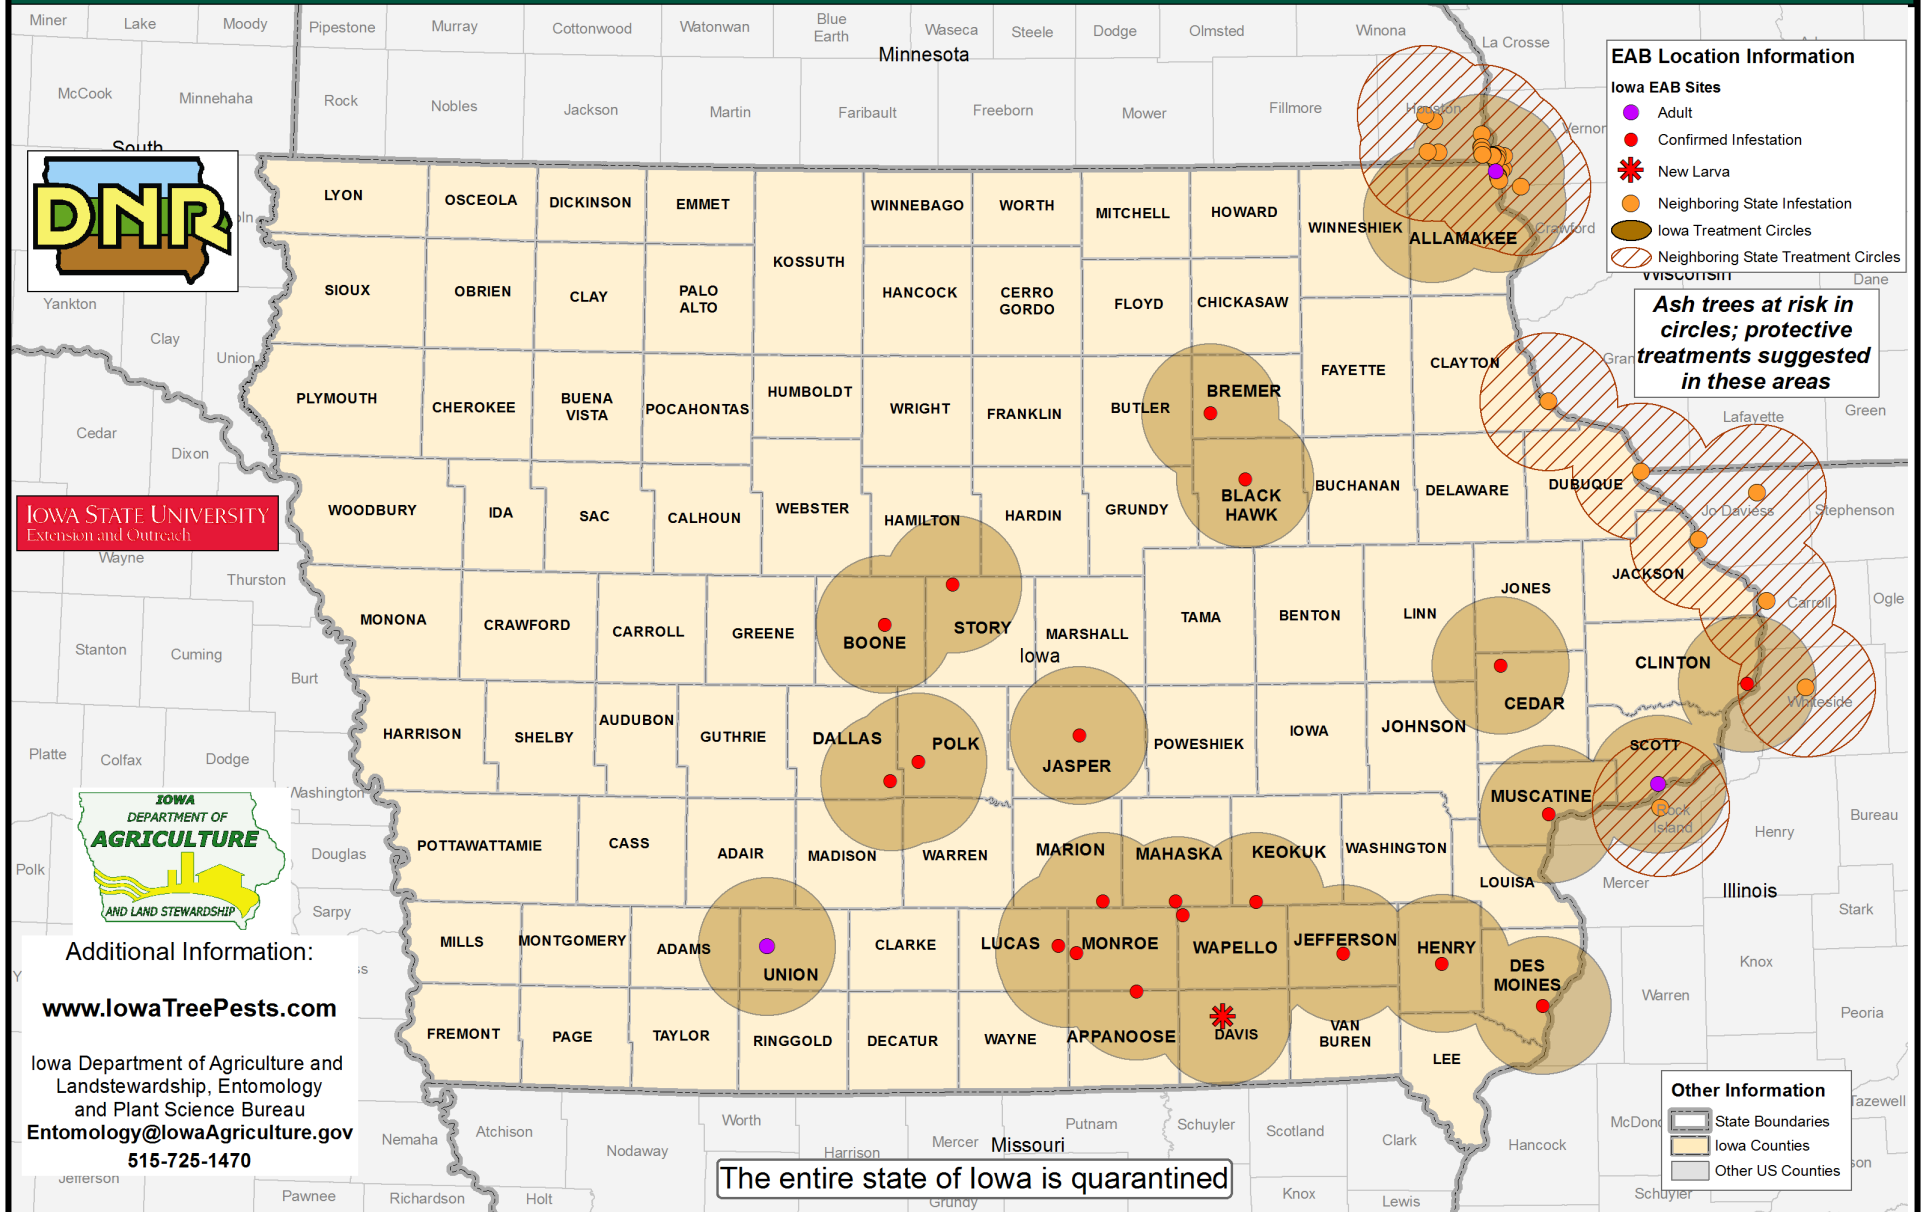 Miner
Lake
Moody
Pipestone
Murray
Cottonwood
Watonwan
Blue
Earth
Waseca
Steele
Dodge
Olmsted
Winona
La Crosse
Minnesota
McCook
Minnehaha
Rock
Nobles
Jackson
Martin
Faribault
Freeborn
Mower
Fillmore
Houston
Vernon
Crawford
South
DNR
EAB Location Information
Iowa EAB Sites
Adult
Confirmed Infestation
New Larva
Neighboring State Infestation
Iowa Treatment Circles
Neighboring State Treatment Circles
Wisconsin
Dane
Ash trees at risk in
circles; protective
treatments suggested
in these areas
Lafayette
Green
LYON
OSCEOLA
DICKINSON
EMMET
KOSSUTH
WINNEBAGO
WORTH
MITCHELL
HOWARD
WINNESHIEK
ALLAMAKEE
SIOUX
OBRIEN
CLAY
PALO
ALTO
HANCOCK
CERRO
GORDO
FLOYD
CHICKASAW
Yankton
Clay
Union
PLYMOUTH
CHEROKEE
BUENA
VISTA
POCAHONTAS
HUMBOLDT
WRIGHT
FRANKLIN
BUTLER
BREMER
FAYETTE
CLAYTON
Cedar
Dixon
IOWA STATE UNIVERSITY
Extension and Outreach
Wayne
Thurston
WOODBURY
IDA
SAC
CALHOUN
WEBSTER
HAMILTON
HARDIN
GRUNDY
BLACK
HAWK
BUCHANAN
DELAWARE
DUBUQUE
Jo Daviess
Stephenson
MONONA
CRAWFORD
CARROLL
GREENE
BOONE
STORY
MARSHALL
TAMA
BENTON
LINN
JONES
JACKSON
Carroll
Ogle
Iowa
Stanton
Cuming
Burt
HARRISON
SHELBY
AUDUBON
GUTHRIE
DALLAS
POLK
JASPER
POWESHIEK
IOWA
JOHNSON
CEDAR
CLINTON
Whiteside
SCOTT
MUSCATINE
Rock
Island
Henry
Bureau
Platte
Colfax
Dodge
Washington
Douglas
Polk
Sarpy
IOWA
DEPARTMENT OF
AGRICULTURE
AND LAND STEWARDSHIP
POTTAWATTAMIE
CASS
ADAIR
MADISON
WARREN
MARION
MAHASKA
KEOKUK
WASHINGTON
LOUISA
Mercer
Illinois
Stark
MILLS
MONTGOMERY
ADAMS
UNION
CLARKE
LUCAS
MONROE
WAPELLO
JEFFERSON
HENRY
DES
MOINES
Knox
Warren
Peoria
FREMONT
PAGE
TAYLOR
RINGGOLD
DECATUR
WAYNE
APPANOOSE
DAVIS
VAN
BUREN
LEE
Additional Information:
www.IowaTreePests.com
Iowa Department of Agriculture and
Landstewardship, Entomology
and Plant Science Bureau
Entomology@IowaAgriculture.gov
515-725-1470
Jefferson
Pawnee
Richardson
Nemaha
Atchison
Holt
Nodaway
Worth
Harrison
Mercer
Grundy
Putnam
Schuyler
Scotland
Knox
Clark
Lewis
Hancock
Schuyler
Tazewell
Missouri
The entire state of Iowa is quarantined
Other Information
State Boundaries
Iowa Counties
Other US Counties